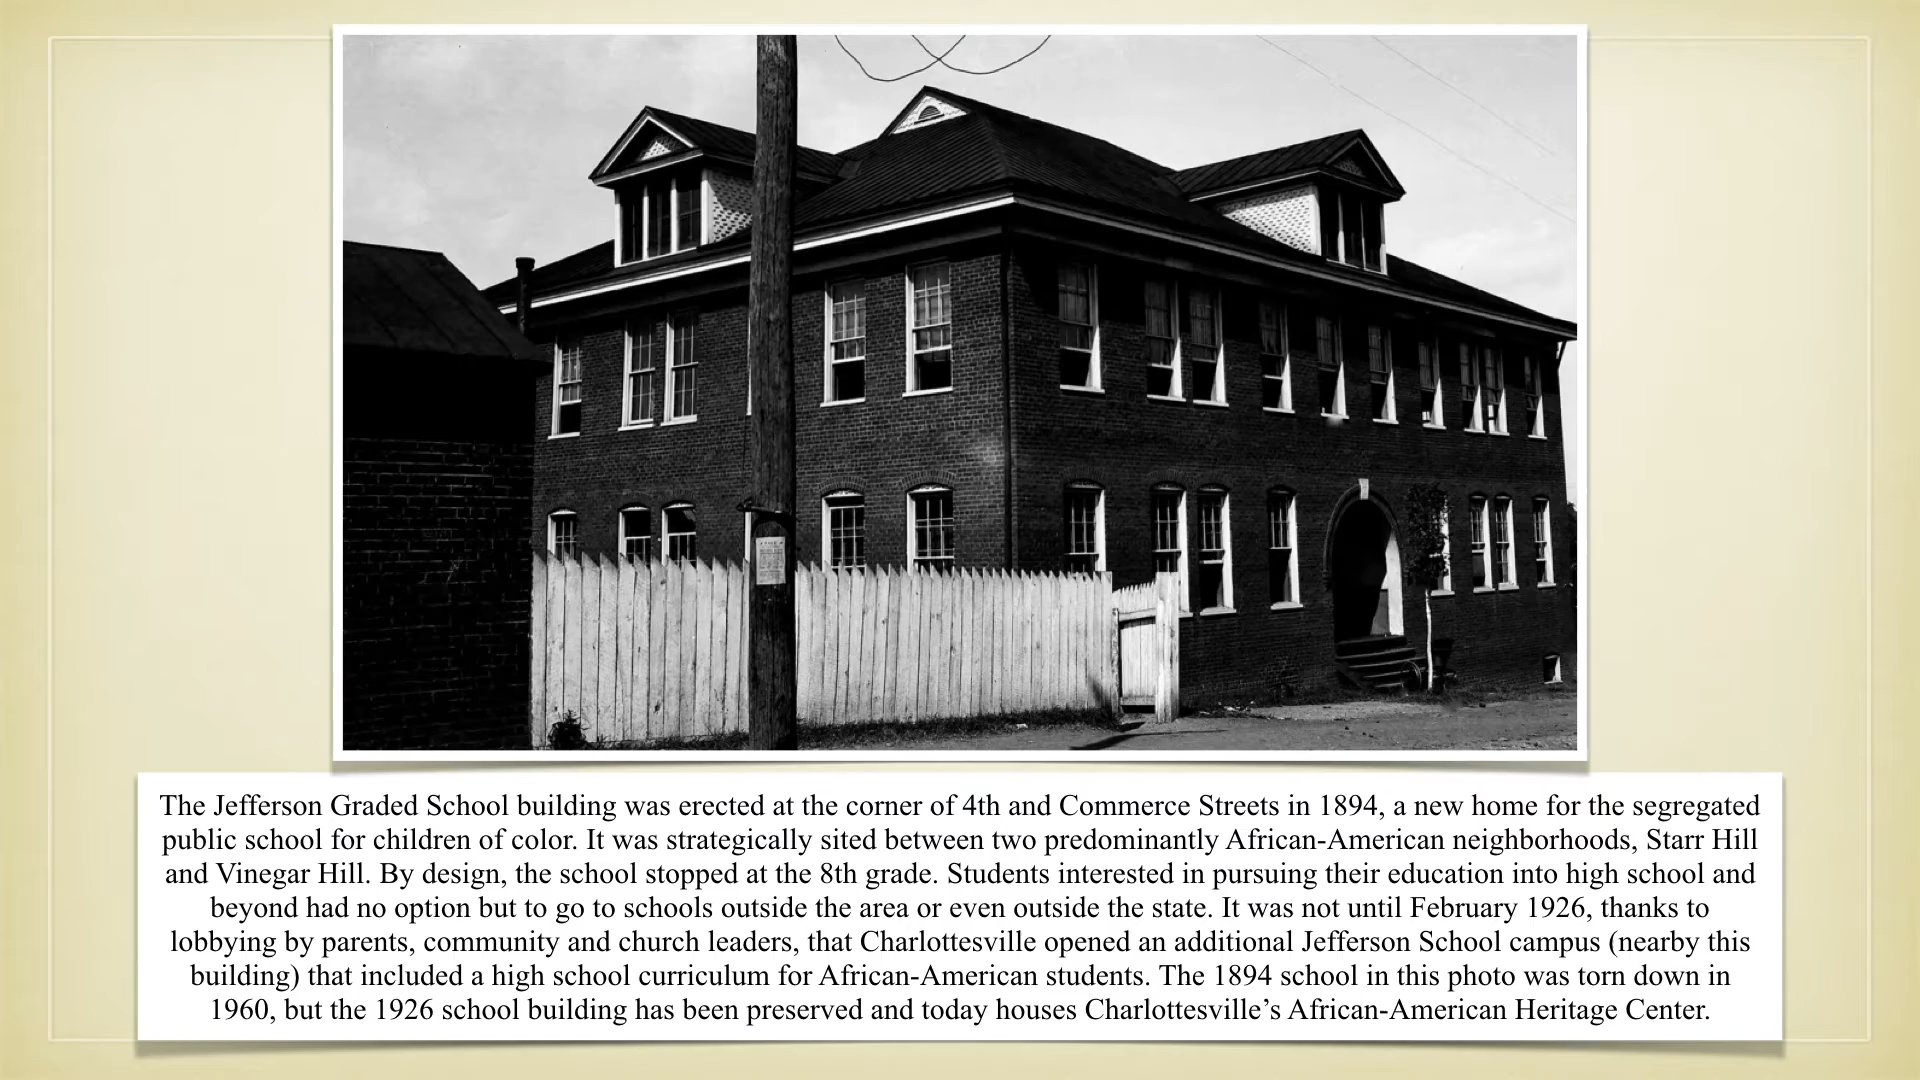 The Jefferson Graded School building was erected at the corner of 4th and Commerce Streets in 1894, a new home for the segregated
public school for children of color. It was strategically sited between two predominantly African-American neighborhoods, Starr Hill
and Vinegar Hill. By design, the school stopped at the 8th grade. Students interested in pursuing their education into high school and
beyond had no option but to go to schools outside the area or even outside the state. It was not until February 1926, thanks to
lobbying by parents, community and church leaders, that Charlottesville opened an additional Jefferson School campus (nearby this
building) that included a high school curriculum for African-American students. The 1894 school in this photo was torn down in
1960, but the 1926 school building has been preserved and today houses Charlottesville’s African-American Heritage Center.